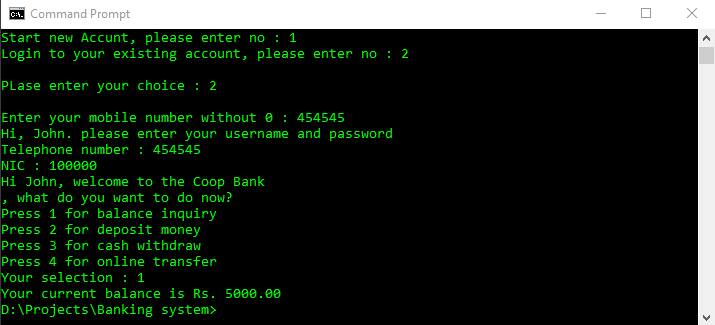 Command Prompt
Start new Accunt, please enter no : 1
Login to your existing account, please enter no : 2
PLase enter your choice : 2
Enter your mobile number without 0 : 454545
Hi, John. please enter your username and password
Telephone number : 454545
NIC : 100000
Hi John, welcome to the Coop Bank
, what do you want to do now?
Press 1 for balance inquiry
Press 2 for deposit money
Press 3 for cash withdraw
Press 4 for online transfer
Your selection : 1
Your current balance is Rs. 5000.00
D:\Projects\Banking system>